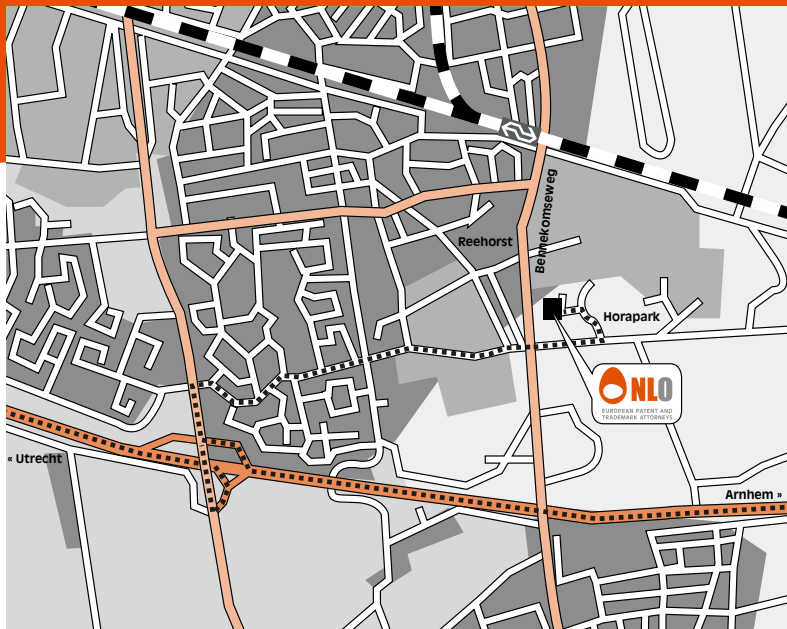 Bennekomseweg
Reehorst
Horapark
NLO
EUROPEAN PATENT AND
TRADEMARK ATTORNEYS
« Utrecht
Arnhem »